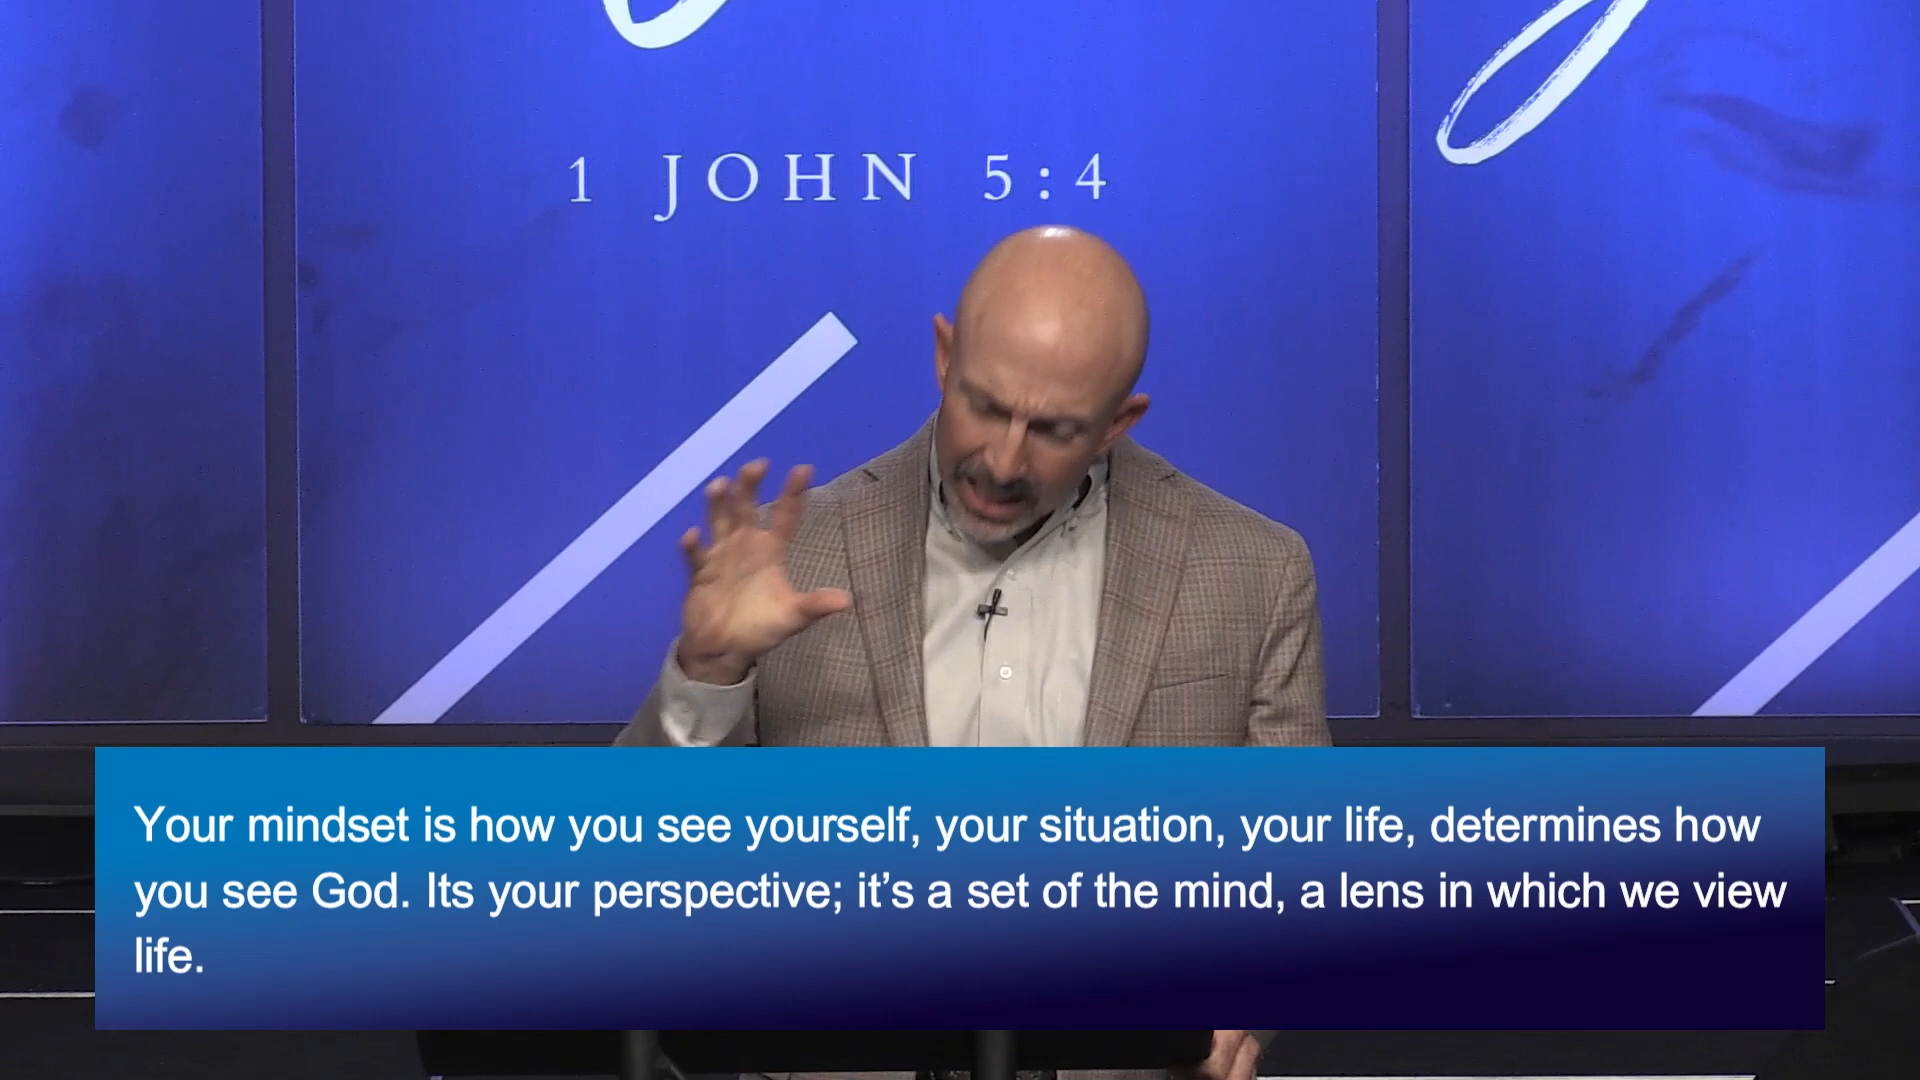 1 JOHN 5:4
Your mindset is how you see yourself, your situation, your life, determines how
you see God. Its your perspective; it’s a set of the mind, a lens in which we view
life.